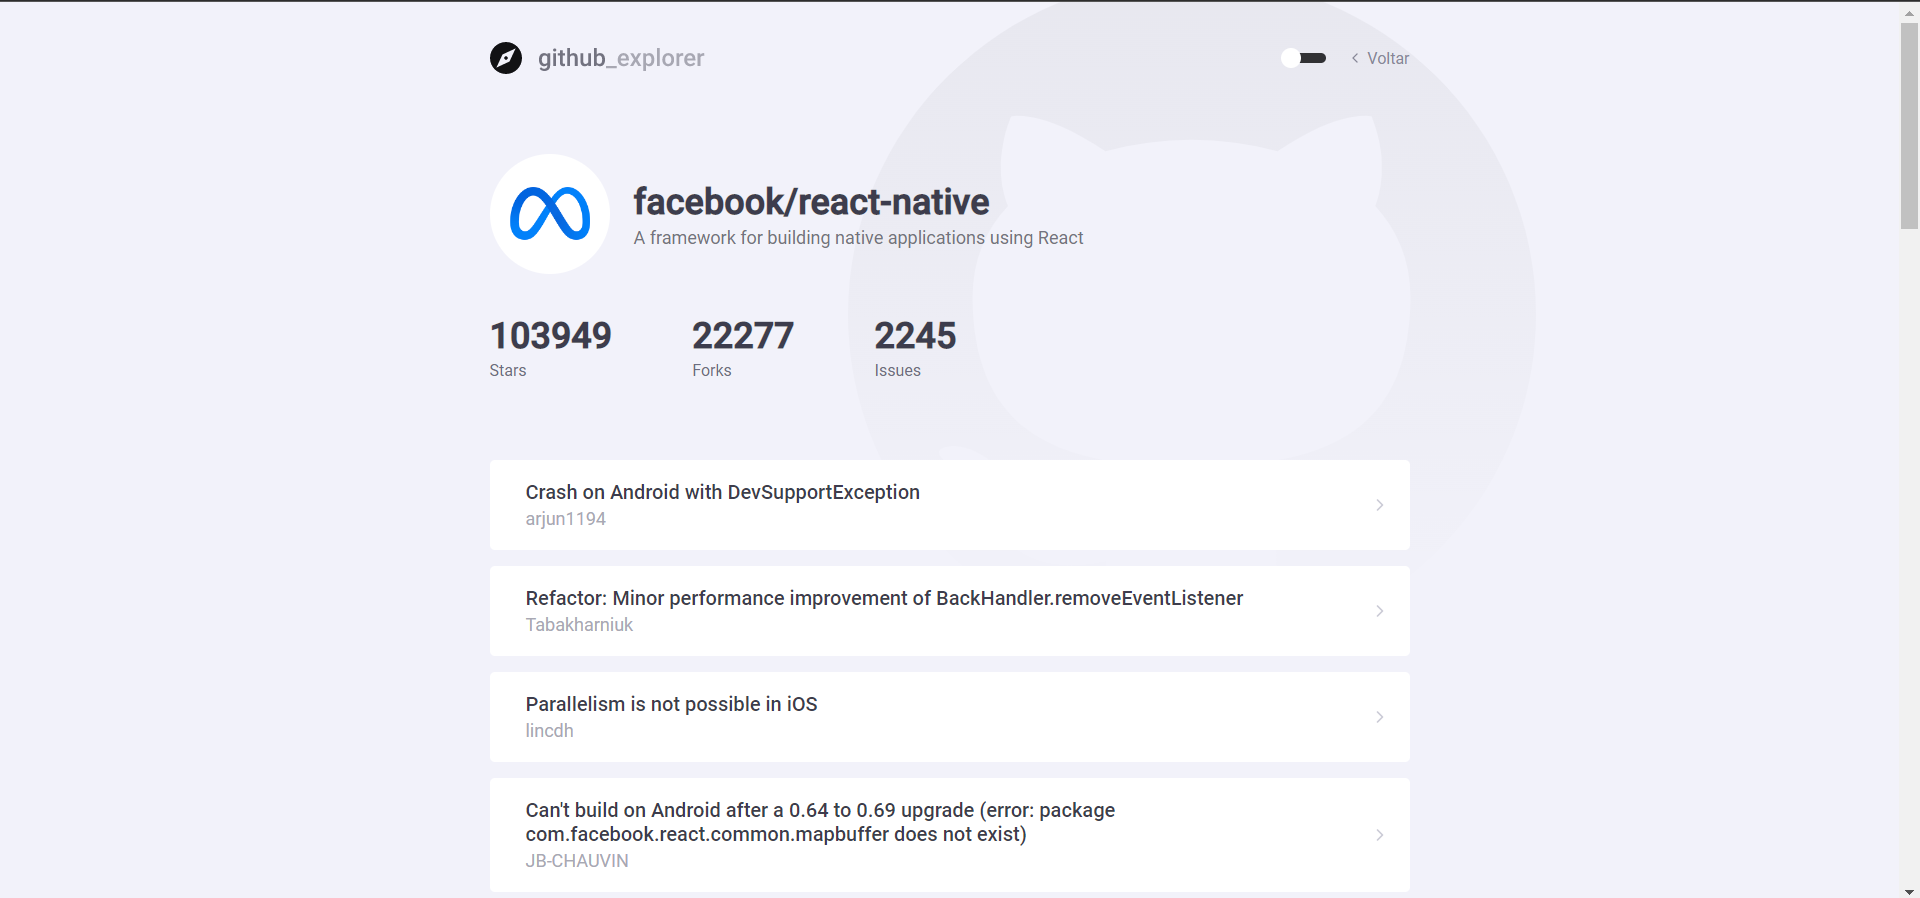 github_explorer
Voltar
facebook/react-native
A framework for building native applications using React
103949
Stars
22277
Forks
2245
Issues
Crash on Android with DevSupportException
arjun1194
Refactor: Minor performance improvement of BackHandler.removeEventListener
Tabakharniuk
Parallelism is not possible in iOS
lincdh
Can't build on Android after a 0.64 to 0.69 upgrade (error: package
com.facebook.react.common.mapbuffer does not exist)
JB-CHAUVIN